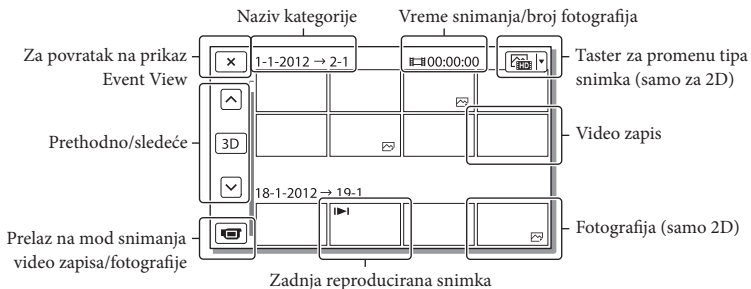 Naziv kategorije
Vreme snimanja/broj fotografija
Za povratak na prikaz
Event View
1-1-2012 → 2-1
00:00:00
HD
Taster za promenu tipa
snimka (samo za 2D)
Prethodno/sledeće
3D
Video zapis
18-1-2012 → 19-1
Prelaz na mod snimanja
video zapisa/fotografije
Fotografija (samo 2D)
Zadnja reproducirana snimka